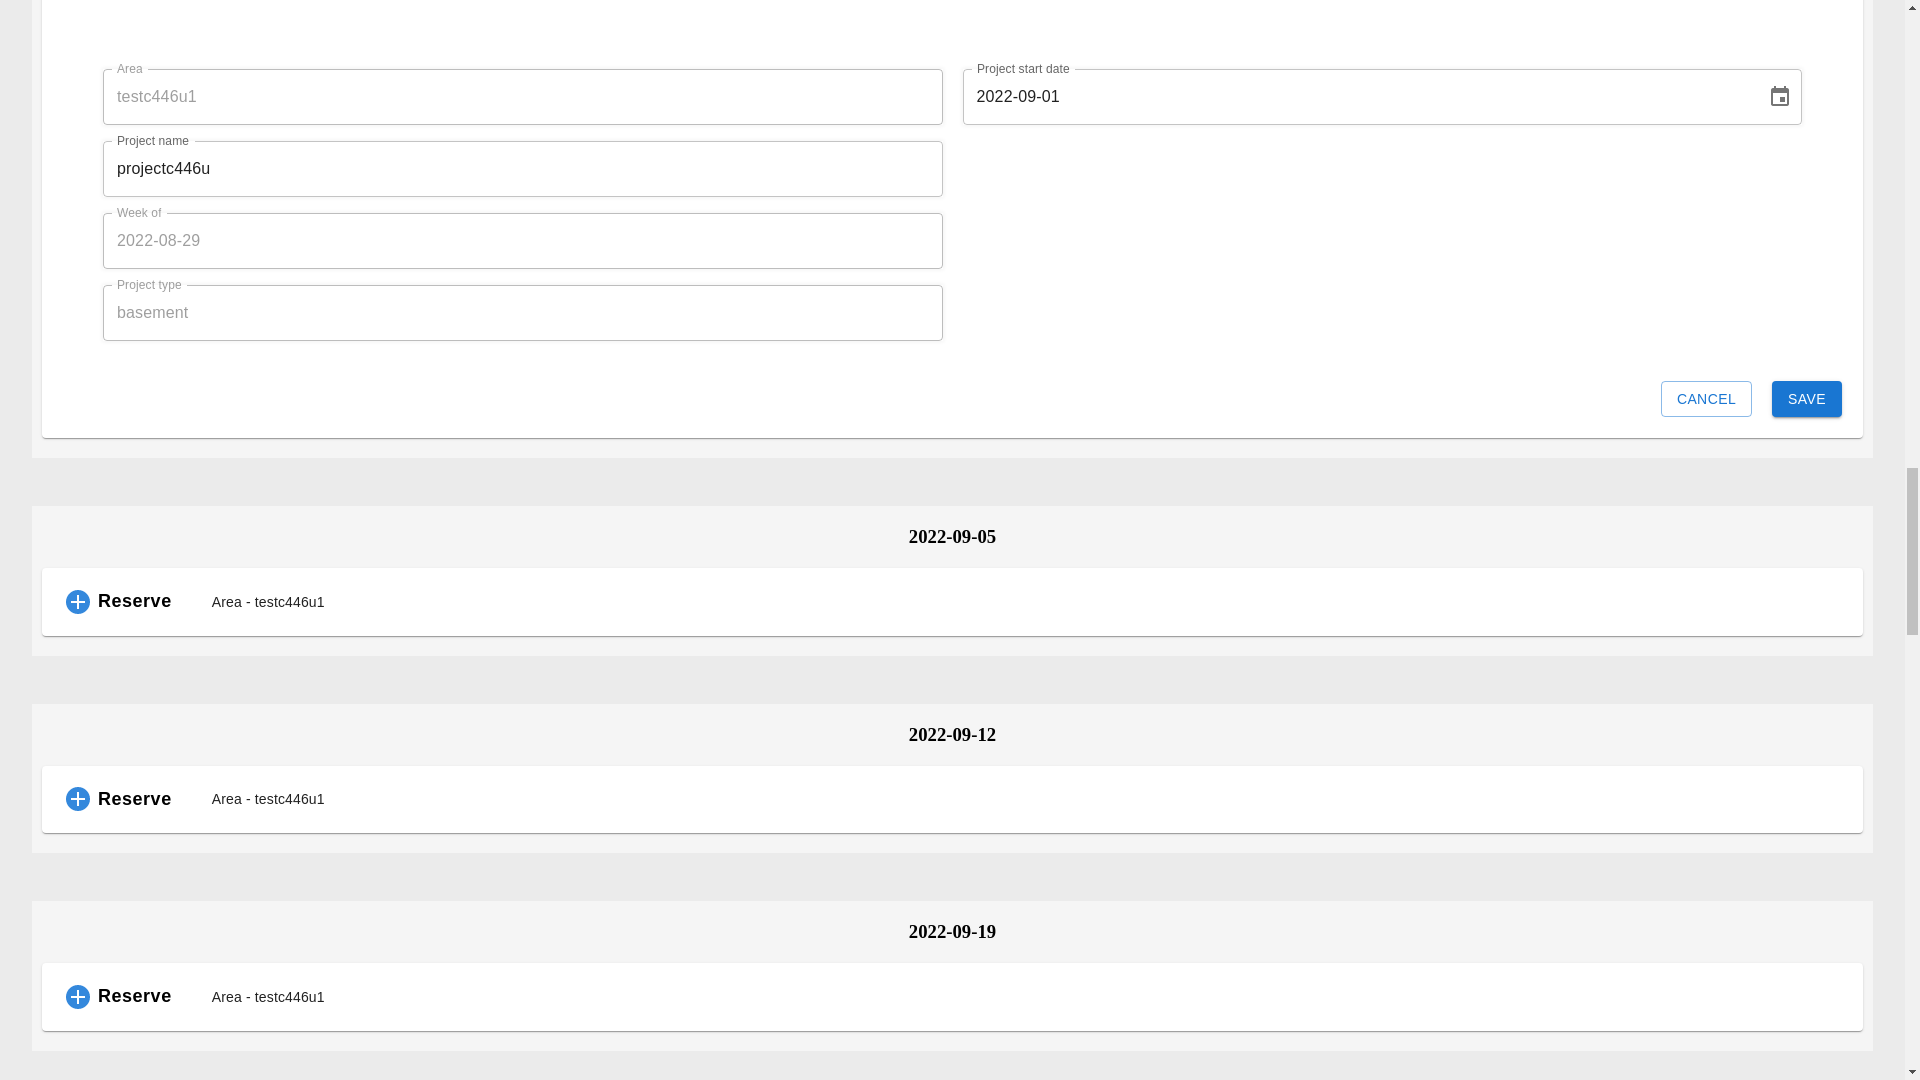 Area
testc446u1
Project start date
2022-09-01
Project name
projectc446u
Week of
2022-08-29
Project type
basement
CANCEL SAVE
2022-09-05
Reserve Area - testc446u1
2022-09-12
Reserve Area - testc446u1
2022-09-19
Reserve Area - testc446u1